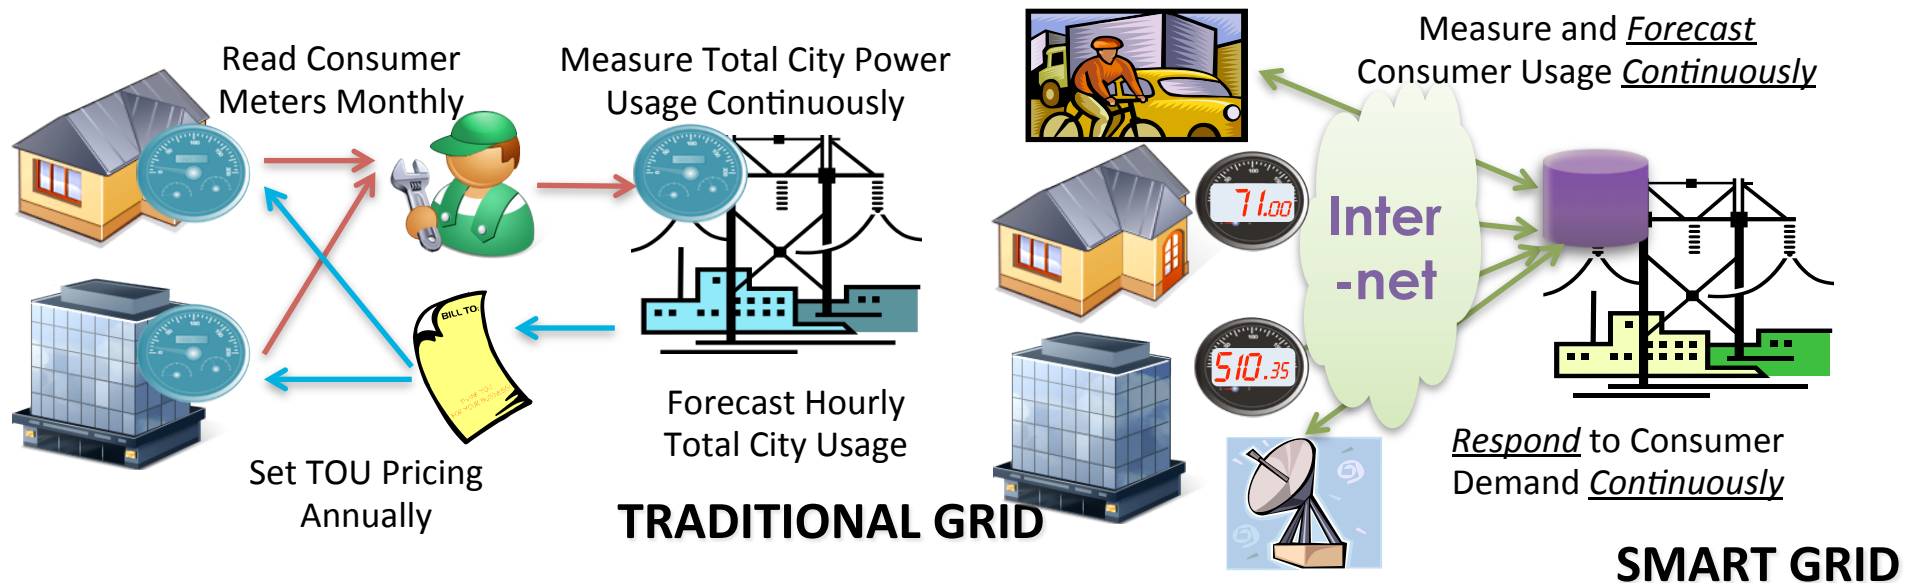 Read Consumer
Meters Monthly
Measure Total City Power
Usage Continuously
BILL TO:
Forecast Hourly
Total City Usage
Set TOU Pricing
Annually
TRADITIONAL GRID
Measure and Forecast
Consumer Usage Continuously
71.00
Inter
-net
510.35
Respond to Consumer
Demand Continuously
SMART GRID